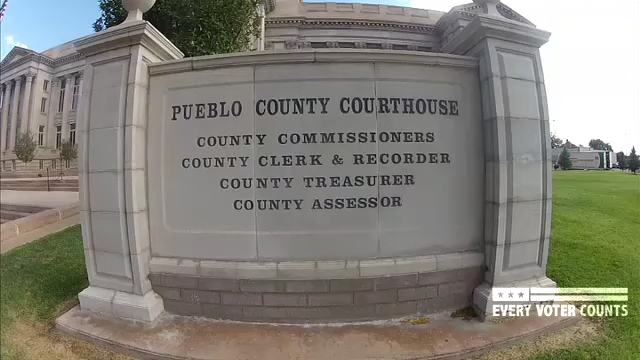 PUEBLO COUNTY COURTHOUSE
COUNTY COMMISSIONERS
COUNTY CLERK & RECORDER
COUNTY TREASURER
COUNTY ASSESSOR
EVERY VOTER COUNTS